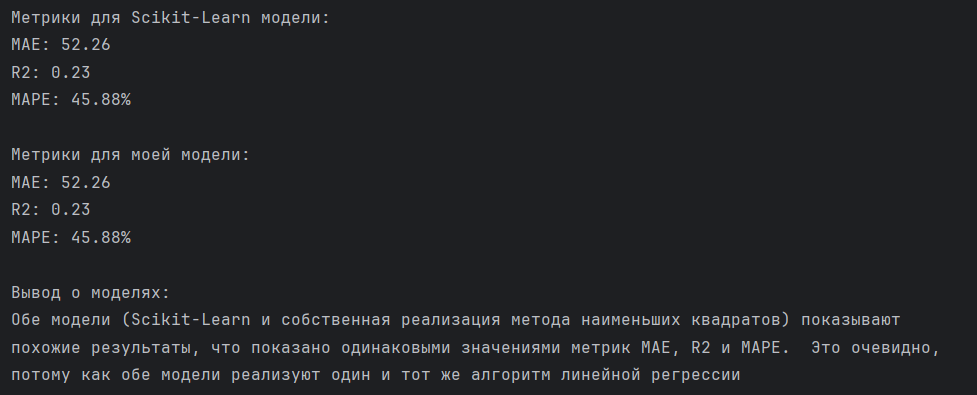 Метрики для Scikit-Learn модели:
MAE: 52.26
R2: 0.23
MAPE: 45.88%
Метрики для моей модели:
MAE: 52.26
R2: 0.23
MAPE: 45.88%
Вывод о моделях:
Обе модели (Scikit-Learn и собственная реализация метода наименьших квадратов) показывают
похожие результаты, что показано одинаковыми значениями метрик MAE, R2 и MAPE.  Это очевидно,
потому как обе модели реализуют один и тот же алгоритм линейной регрессии